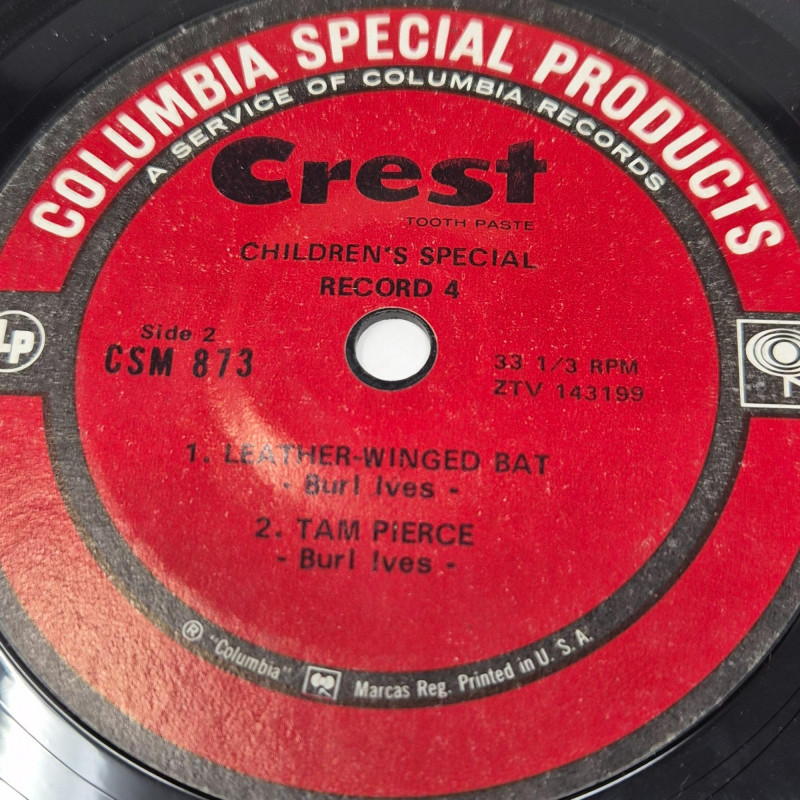 COLUMBIA SPECIAL PRODUCTS
A SERVICE OF COLUMBIA RECORDS
Crest
TOOTH PASTE
CHILDREN'S SPECIAL
RECORD 4
LP
Side 2
CSM 873
33 1/3 RPM
ZTV 143199
1. LEATHER-WINGED BAT
- Burl Ives -
2. TAM PIERCE
- Burl Ives -
® "Columbia" Marcas Reg. Printed in U. S. A.